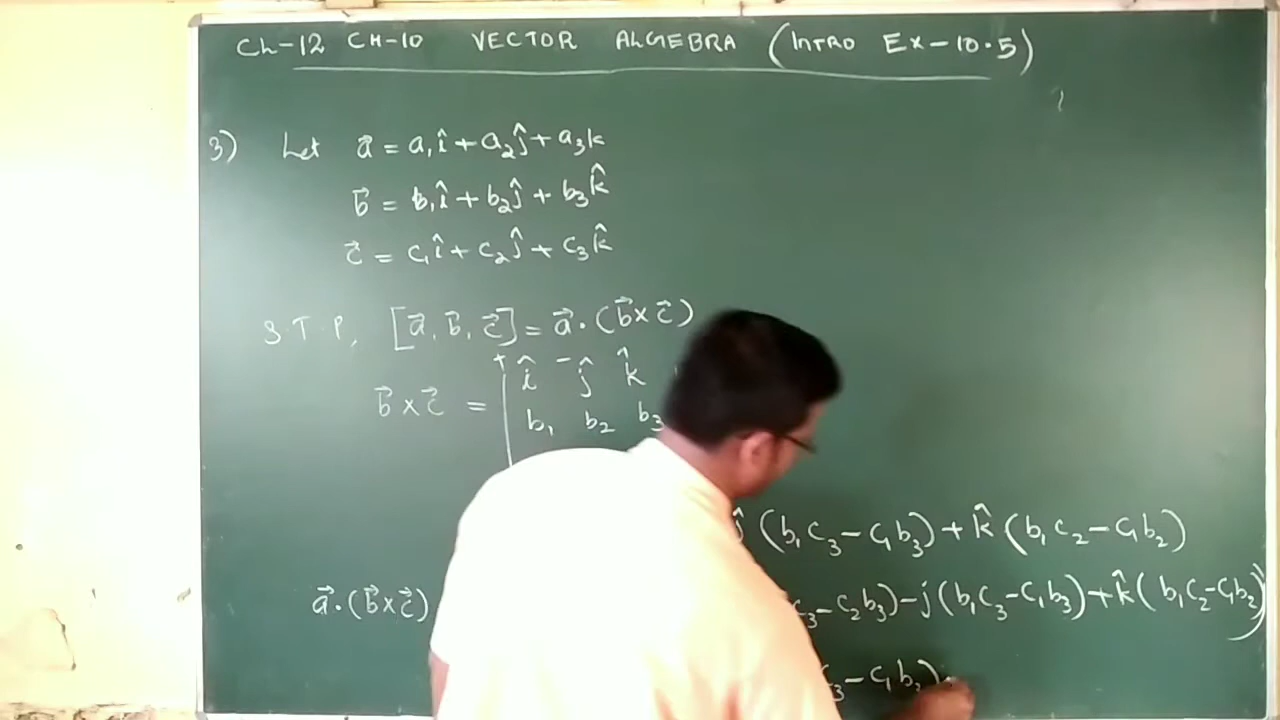 Ch-12 CH-10 VECTOR ALGEBRA (INTRO Ex-10.5)
3) Let a⃗ = a₁î + a₂ĵ + a₃k
b⃗ = b₁î + b₂ĵ + b₃k̂
c⃗ = c₁î + c₂ĵ + c₃k̂
S.T.P, [a⃗, b⃗, c⃗] = a⃗ · (b⃗ × c⃗)
+ î - ĵ k̂
b⃗ × c⃗ = |
b₁ b₂ b₃
ĵ (b₁c₃ - c₁b₃) + k̂ (b₁c₂ - c₁b₂)
a⃗ · (b⃗ × c⃗) c₃ - c₂b₃) - j (b₁c₃ - c₁b₃) + k̂ (b₁c₂ - c₁b₂))
c₃ - c₁b₃)